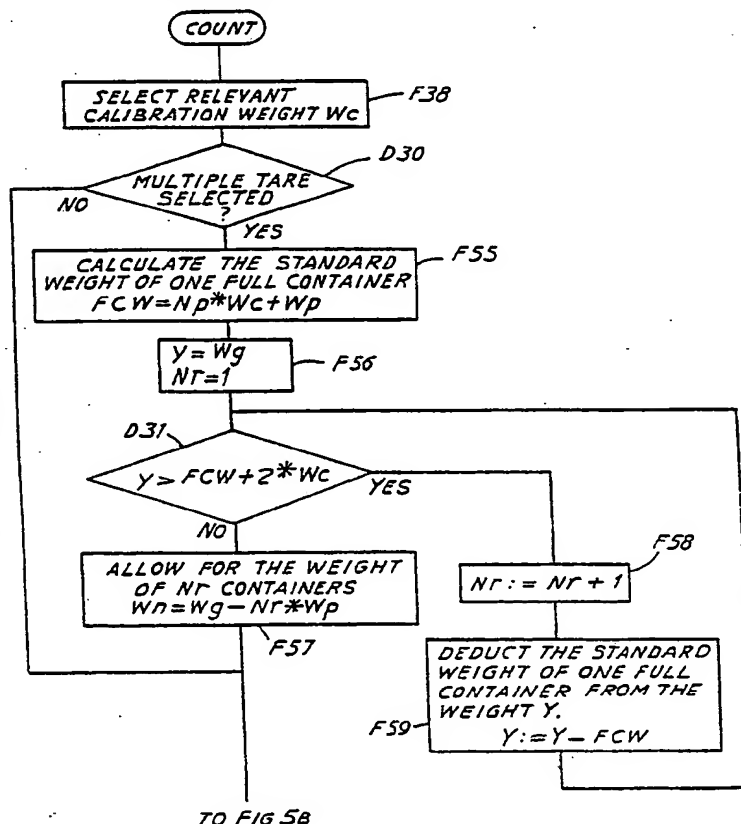 COUNT
SELECT RELEVANT
CALIBRATION WEIGHT Wc
F38
D30
MULTIPLE TARE
SELECTED
?
NO
YES
CALCULATE THE STANDARD
WEIGHT OF ONE FULL CONTAINER
FCW=Np*Wc+Wp
F55
Y=Wg
Nr=1
F56
D31
Y> FCW+2*Wc
YES
NO
ALLOW FOR THE WEIGHT
OF Nr CONTAINERS
Wn=Wg-Nr*Wp
F57
F58
Nr:= Nr+1
DEDUCT THE STANDARD
WEIGHT OF ONE FULL
CONTAINER FROM THE
WEIGHT Y.
Y:=Y-FCW
F59
TO FIG 5B